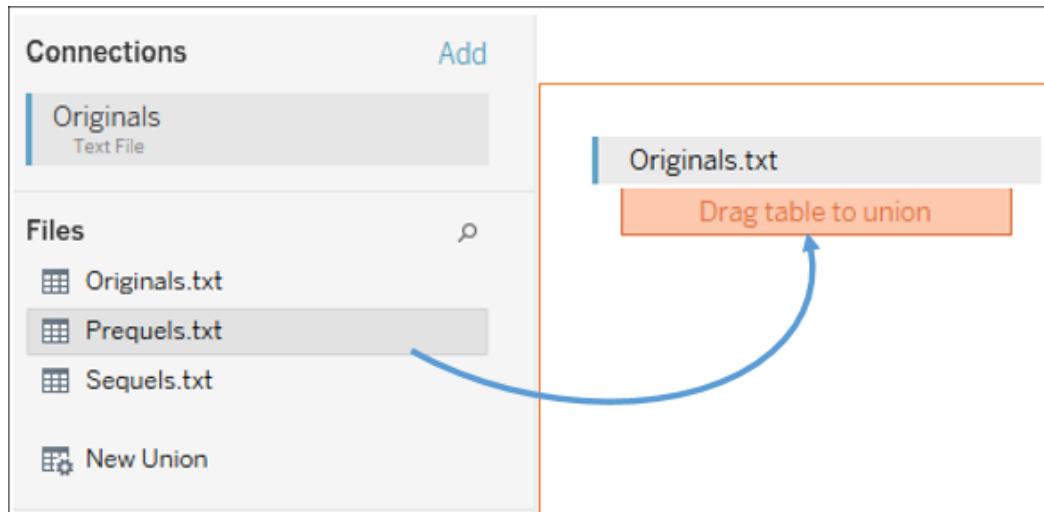 Connections
Add
Originals
Text File
Files
Originals.txt
Prequels.txt
Sequels.txt
New Union
Originals.txt
Drag table to union